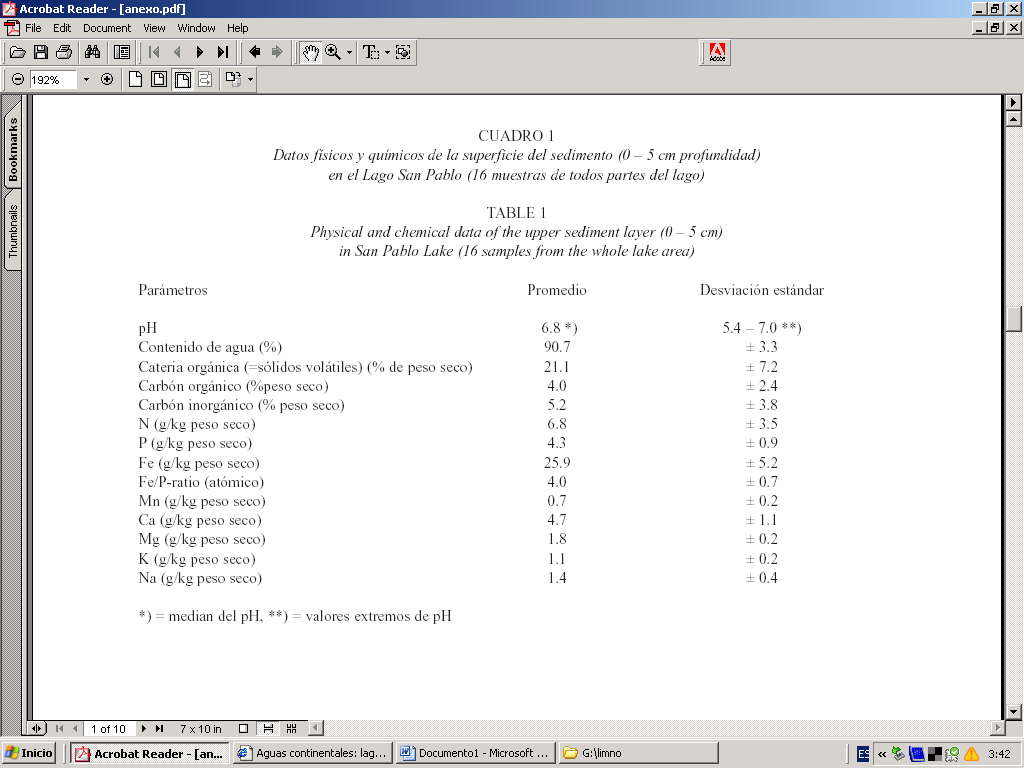 Acrobat Reader - [anexo.pdf]
File Edit Document View Window Help
Adobe
192%
Bookmarks
Thumbnails
CUADRO 1
Datos físicos y químicos de la superficie del sedimento (0 – 5 cm profundidad)
en el Lago San Pablo (16 muestras de todos partes del lago)
TABLE 1
Physical and chemical data of the upper sediment layer (0 – 5 cm)
in San Pablo Lake (16 samples from the whole lake area)
Parámetros Promedio Desviación estándar
pH 6.8 *) 5.4 – 7.0 **)
Contenido de agua (%) 90.7 ± 3.3
Cateria orgánica (=sólidos volátiles) (% de peso seco) 21.1 ± 7.2
Carbón orgánico (%peso seco) 4.0 ± 2.4
Carbón inorgánico (% peso seco) 5.2 ± 3.8
N (g/kg peso seco) 6.8 ± 3.5
P (g/kg peso seco) 4.3 ± 0.9
Fe (g/kg peso seco) 25.9 ± 5.2
Fe/P-ratio (atómico) 4.0 ± 0.7
Mn (g/kg peso seco) 0.7 ± 0.2
Ca (g/kg peso seco) 4.7 ± 1.1
Mg (g/kg peso seco) 1.8 ± 0.2
K (g/kg peso seco) 1.1 ± 0.2
Na (g/kg peso seco) 1.4 ± 0.4
*) = median del pH, **) = valores extremos de pH
1 of 10 7 x 10 in
Inicio Acrobat Reader - [an... Aguas continentales: lag... Documento1 - Microsoft ... G:\limno ES « 3:42